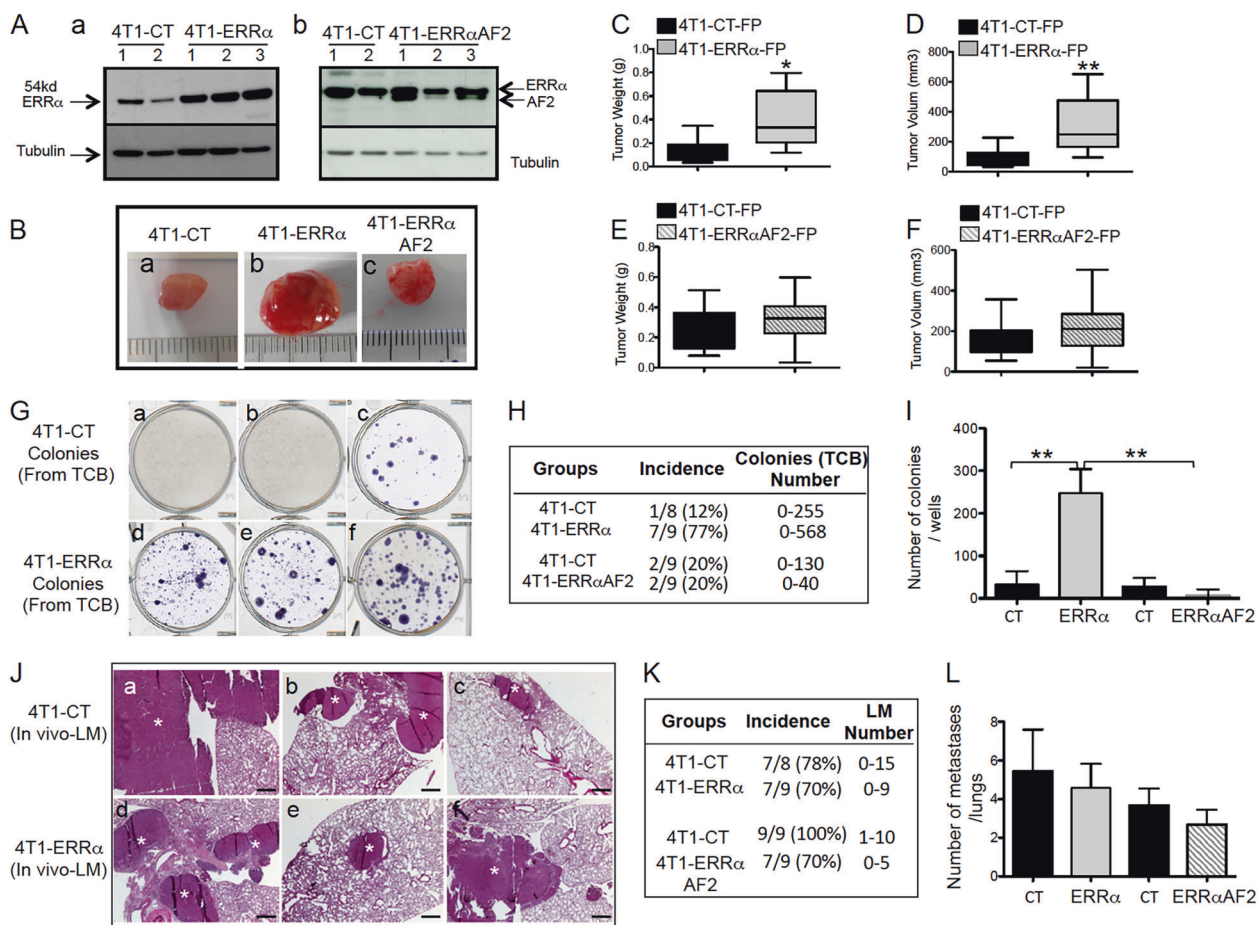 A
a
4T1-CT 4T1-ERRα
1 2 1 2 3
54kd
ERRα
Tubulin
b
4T1-CT 4T1-ERRαAF2
1 2 1 2 3
ERRα
AF2
Tubulin
B
4T1-CT
a
4T1-ERRα
b
4T1-ERRα
AF2
c
C
4T1-CT-FP
4T1-ERRα-FP
Tumor Weight (g)
1.0
0.8
0.6
0.4
0.2
0.0
*
D
4T1-CT-FP
4T1-ERRα-FP
Tumor Volum (mm3)
800
600
400
200
0
**
E
4T1-CT-FP
4T1-ERRαAF2-FP
Tumor Weight (g)
0.8
0.6
0.4
0.2
0.0
F
4T1-CT-FP
4T1-ERRαAF2-FP
Tumor Volum (mm3)
600
400
200
0
G
4T1-CT
Colonies
(From TCB)
a b c
4T1-ERRα
Colonies
(From TCB)
d e f
H
Groups Incidence Colonies (TCB)
Number
4T1-CT 1/8 (12%) 0-255
4T1-ERRα 7/9 (77%) 0-568
4T1-CT 2/9 (20%) 0-130
4T1-ERRαAF2 2/9 (20%) 0-40
I
Number of colonies
/ wells
400
300
200
100
0
** **
CT ERRα CT ERRαAF2
J
4T1-CT
(In vivo-LM)
a b c
* * * *
4T1-ERRα
(In vivo-LM)
d e f
* * * * *
K
Groups Incidence LM
Number
4T1-CT 7/8 (78%) 0-15
4T1-ERRα 7/9 (70%) 0-9
4T1-CT 9/9 (100%) 1-10
4T1-ERRα 7/9 (70%) 0-5
AF2
L
Number of metastases
/lungs
8
6
4
2
0
CT ERRα CT ERRαAF2